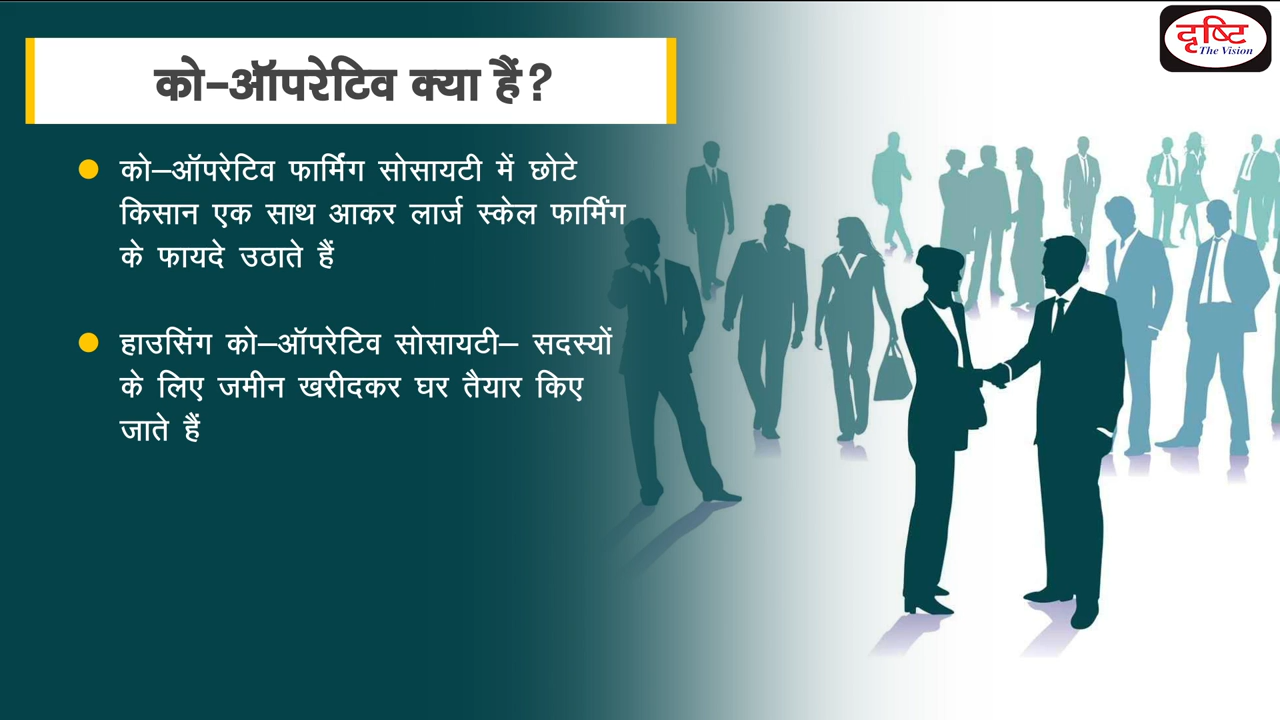 दृष्टि
The Vision
को-ऑपरेटिव क्या हैं?
को–ऑपरेटिव फार्मिंग सोसायटी में छोटे
किसान एक साथ आकर लार्ज स्केल फार्मिंग
के फायदे उठाते हैं
हाउसिंग को–ऑपरेटिव सोसायटी– सदस्यों
के लिए जमीन खरीदकर घर तैयार किए
जाते हैं